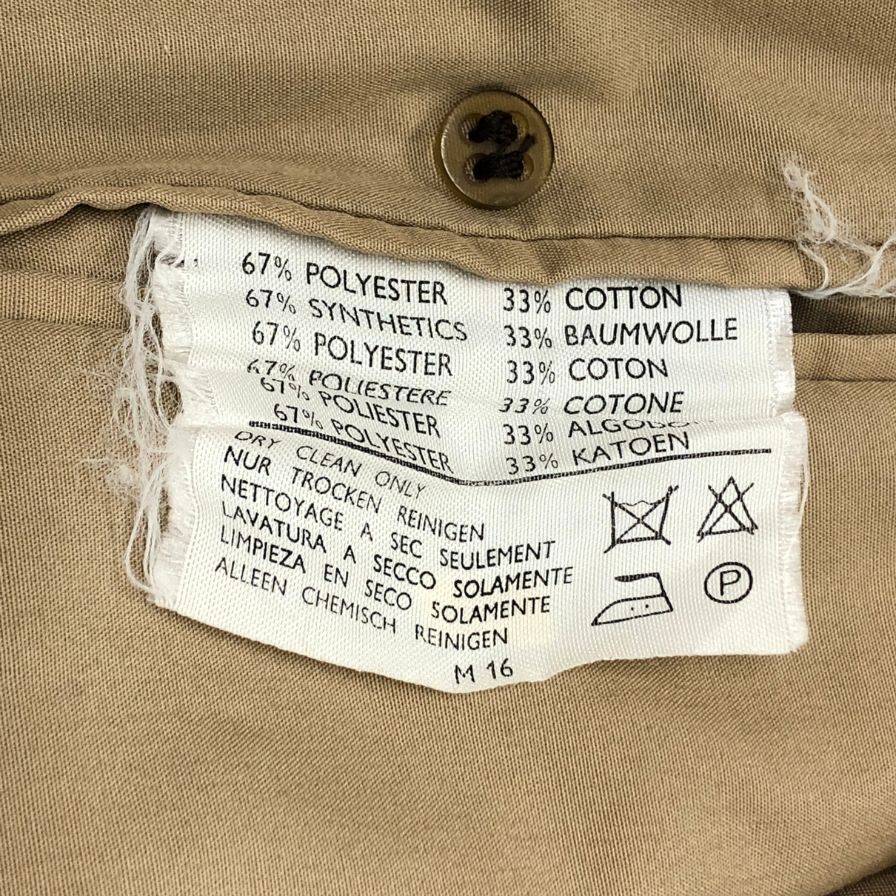 67% POLYESTER 33% COTTON
67% SYNTHETICS 33% BAUMWOLLE
67% POLYESTER 33% COTON
67% POLIESTERE 33% COTONE
67% POLIESTER 33%
67% POLYESTER 33% KATOEN
DRY CLEAN ONLY
NUR TROCKEN REINIGEN
NETTOYAGE A SEC SEULEMENT
LAVATURA A SECCO SOLAMENTE
LIMPIEZA EN SECO SOLAMENTE
ALLEEN CHEMISCH REINIGEN
P
M 16